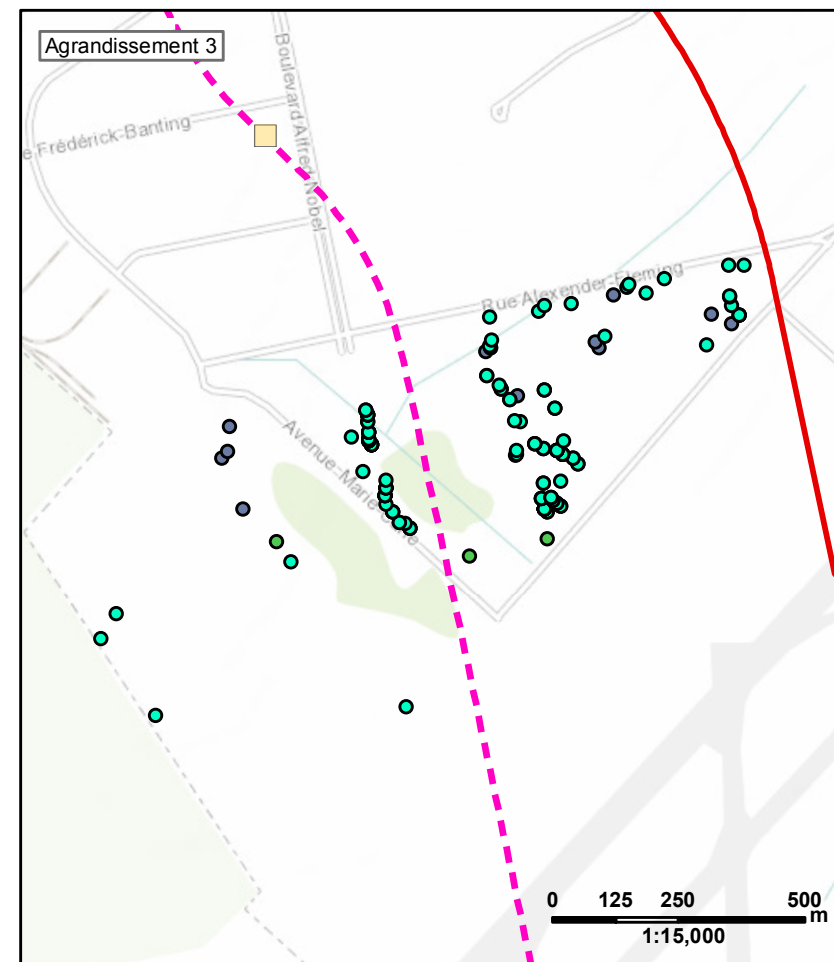 Agrandissement 3
Boulevard Alfred-Nobel
e Frédérick-Banting
Rue Alexender-Fleming
Avenue-Marie-Curie
0 125 250 500
m
1:15,000